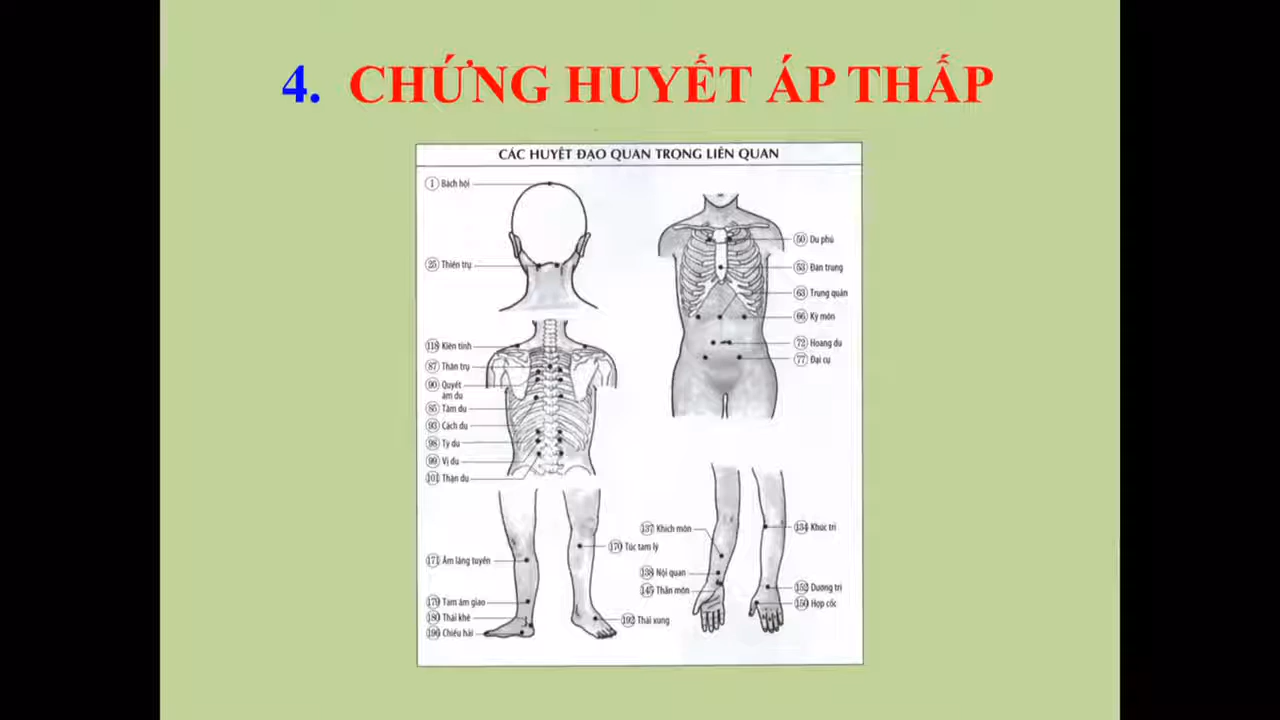 4. CHỨNG HUYẾT ÁP THẤP
CÁC HUYỆT ĐẠO QUAN TRỌNG LIÊN QUAN
1 Bách hội
25 Thiên trụ
118 Kiên tỉnh
87 Thân trụ
90 Quyết
âm du
85 Tâm du
93 Cách du
98 Tỳ du
99 Vị du
101 Thận du
50 Du phủ
53 Đản trung
63 Trung quản
66 Kỳ môn
72 Hoang du
77 Đại cự
171 Âm lăng tuyền
179 Tam âm giao
180 Thái khê
196 Chiếu hải
170 Túc tam lý
192 Thái xung
137 Khích môn
138 Nội quan
145 Thần môn
134 Khúc trì
152 Dương trì
150 Hợp cốc